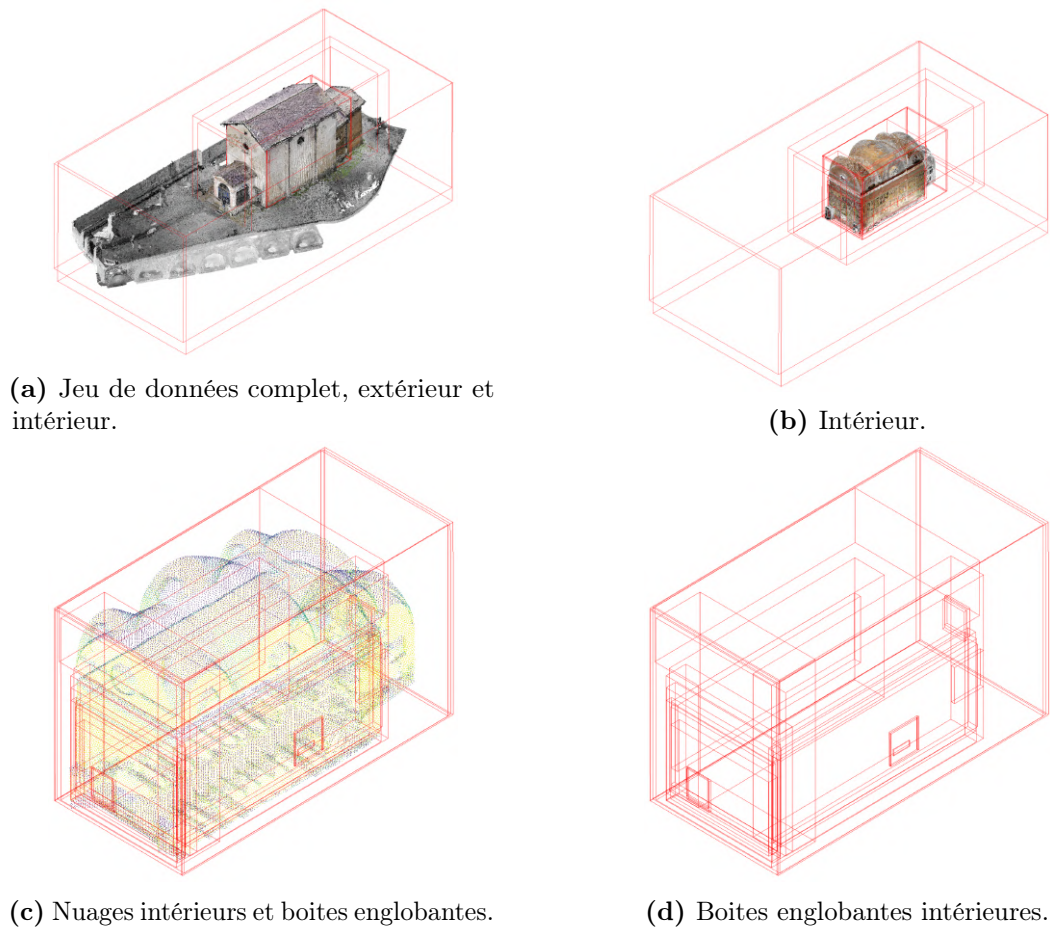 (a) Jeu de données complet, extérieur et
intérieur.
(b) Intérieur.
(c) Nuages intérieurs et boites englobantes.
(d) Boites englobantes intérieures.